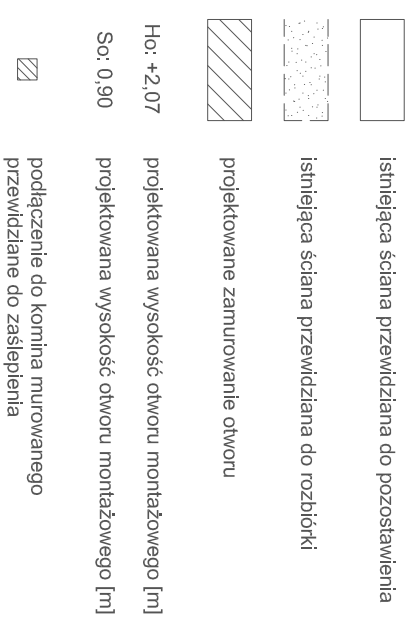 istniejąca ściana przewidziana do pozostawienia
istniejąca ściana przewidziana do rozbiórki
projektowane zamurowanie otworu
Ho: +2,07 projektowana wysokość otworu montażowego [m]
So: 0,90 projektowana wysokość otworu montażowego [m]
podłączenie do komina murowanego
przewidziane do zaślepienia